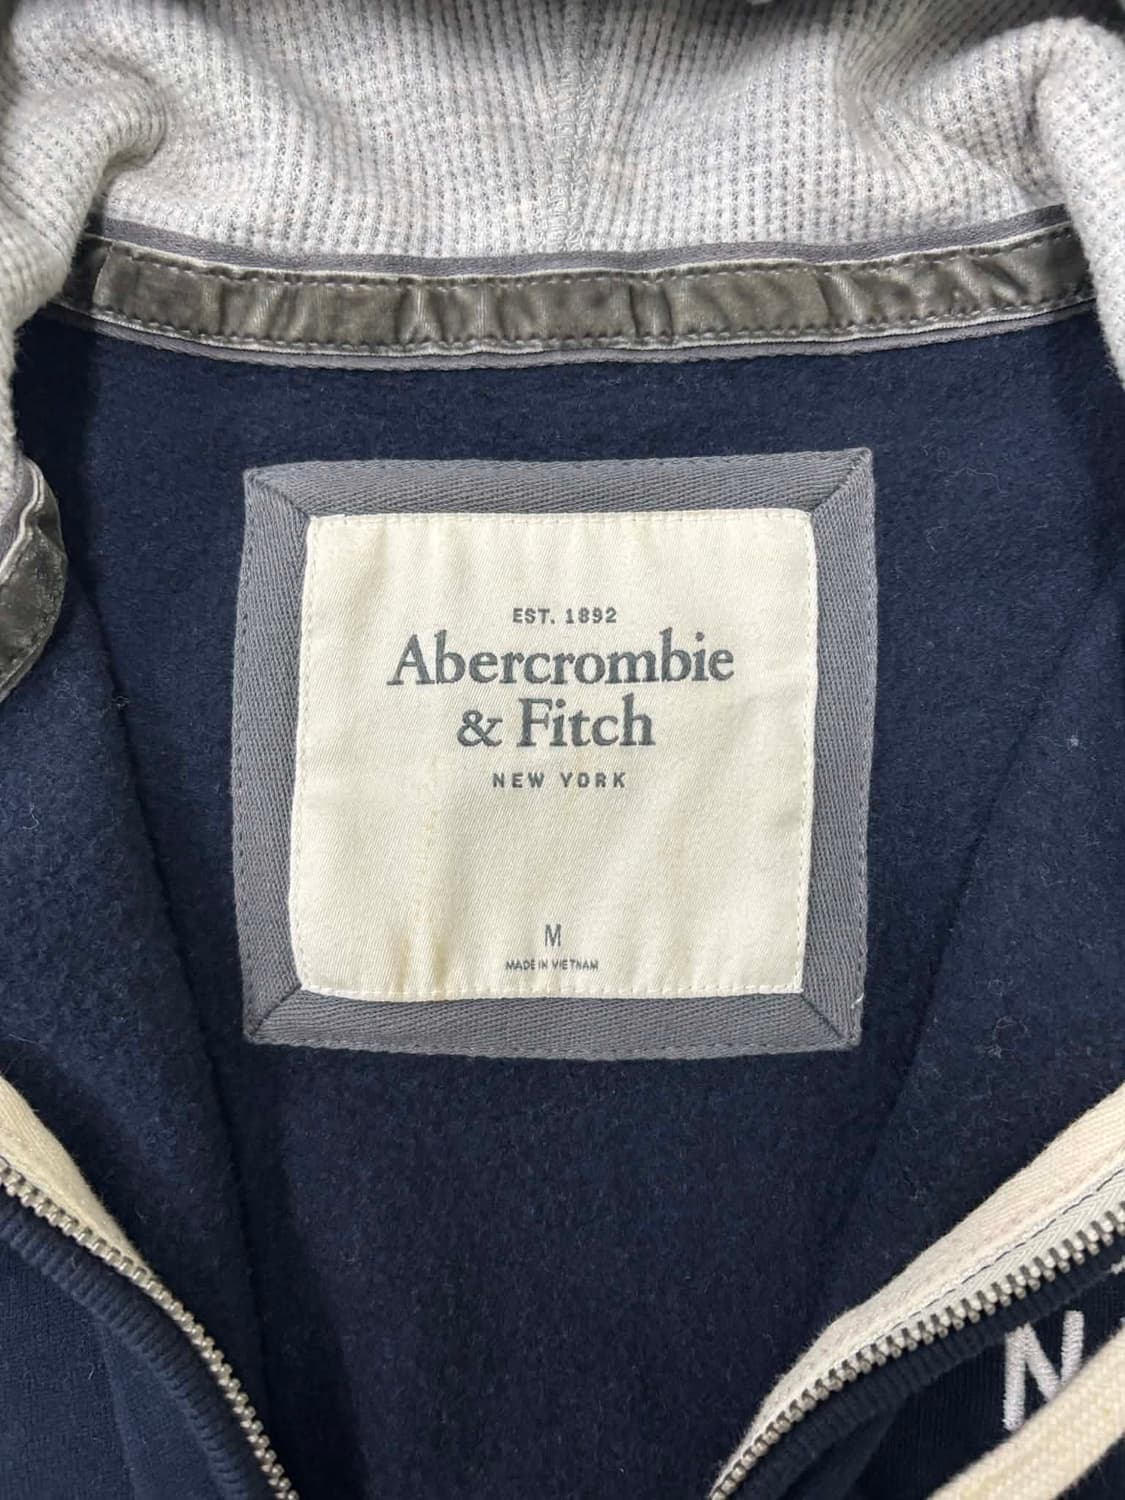 EST. 1892
Abercrombie
& Fitch
NEW YORK
M
MADE IN VIETNAM
N